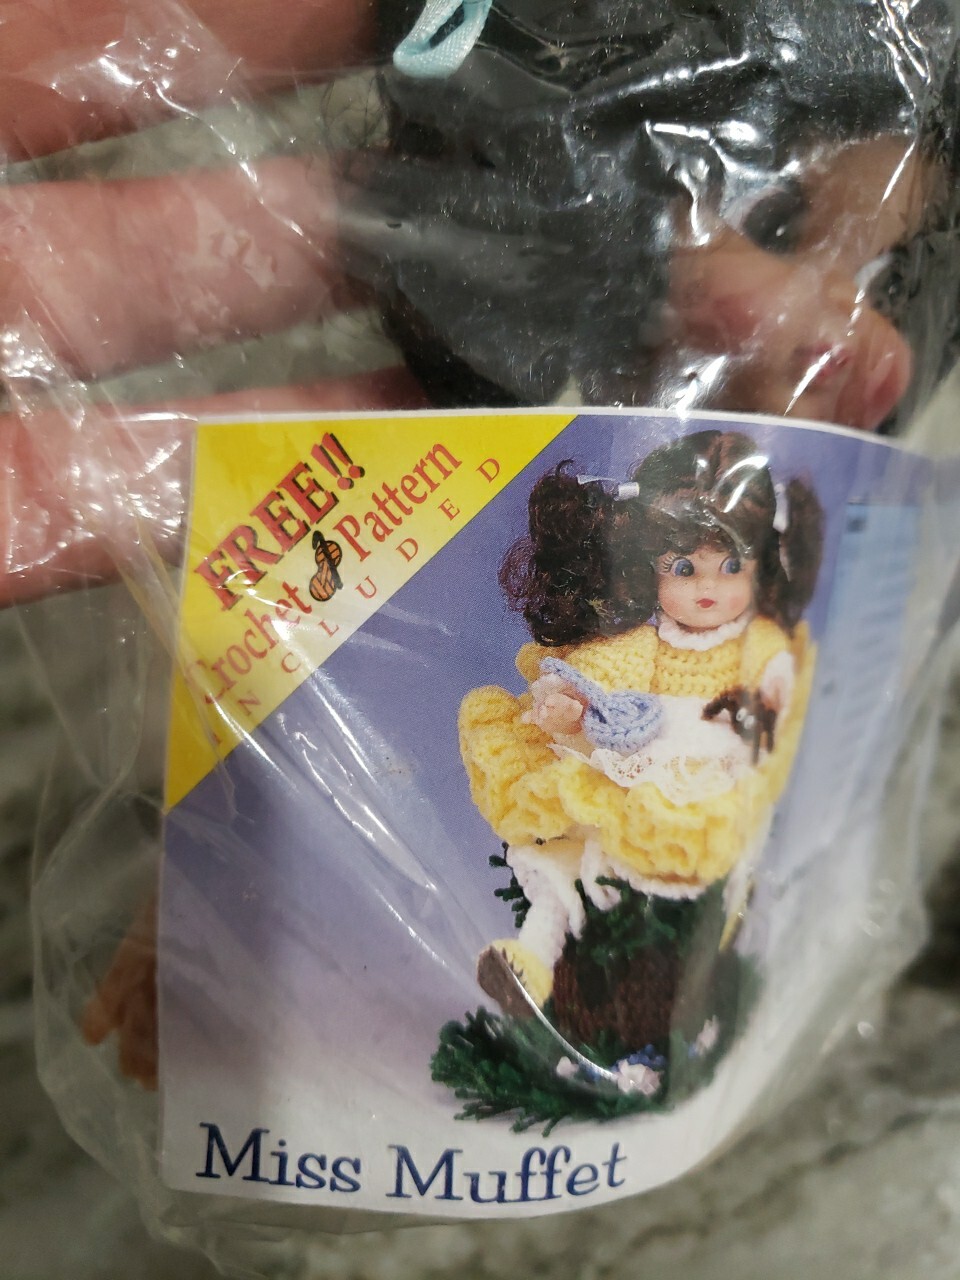 FREE!!
Crochet Pattern
INCLUDED
Miss Muffet